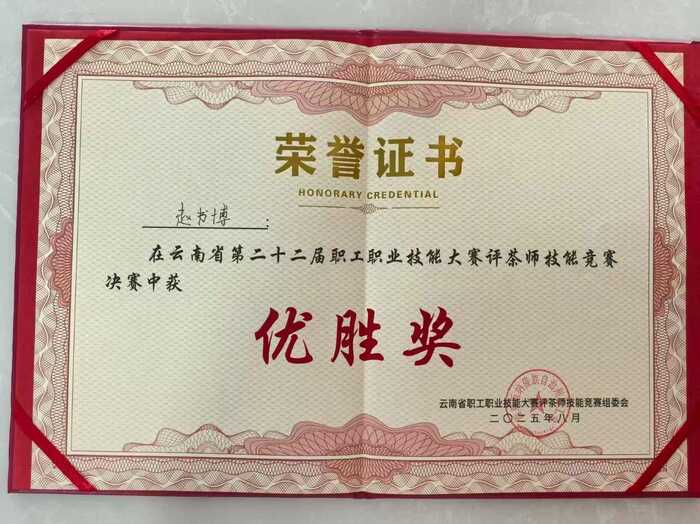 荣誉证书
HONORARY CREDENTIAL
赵书博:
在云南省第二十二届职工职业技能大赛评茶师技能竞赛
决赛中获
优胜奖
云南省职工职业技能大赛评茶师技能竞赛组委会
二〇二五年八月